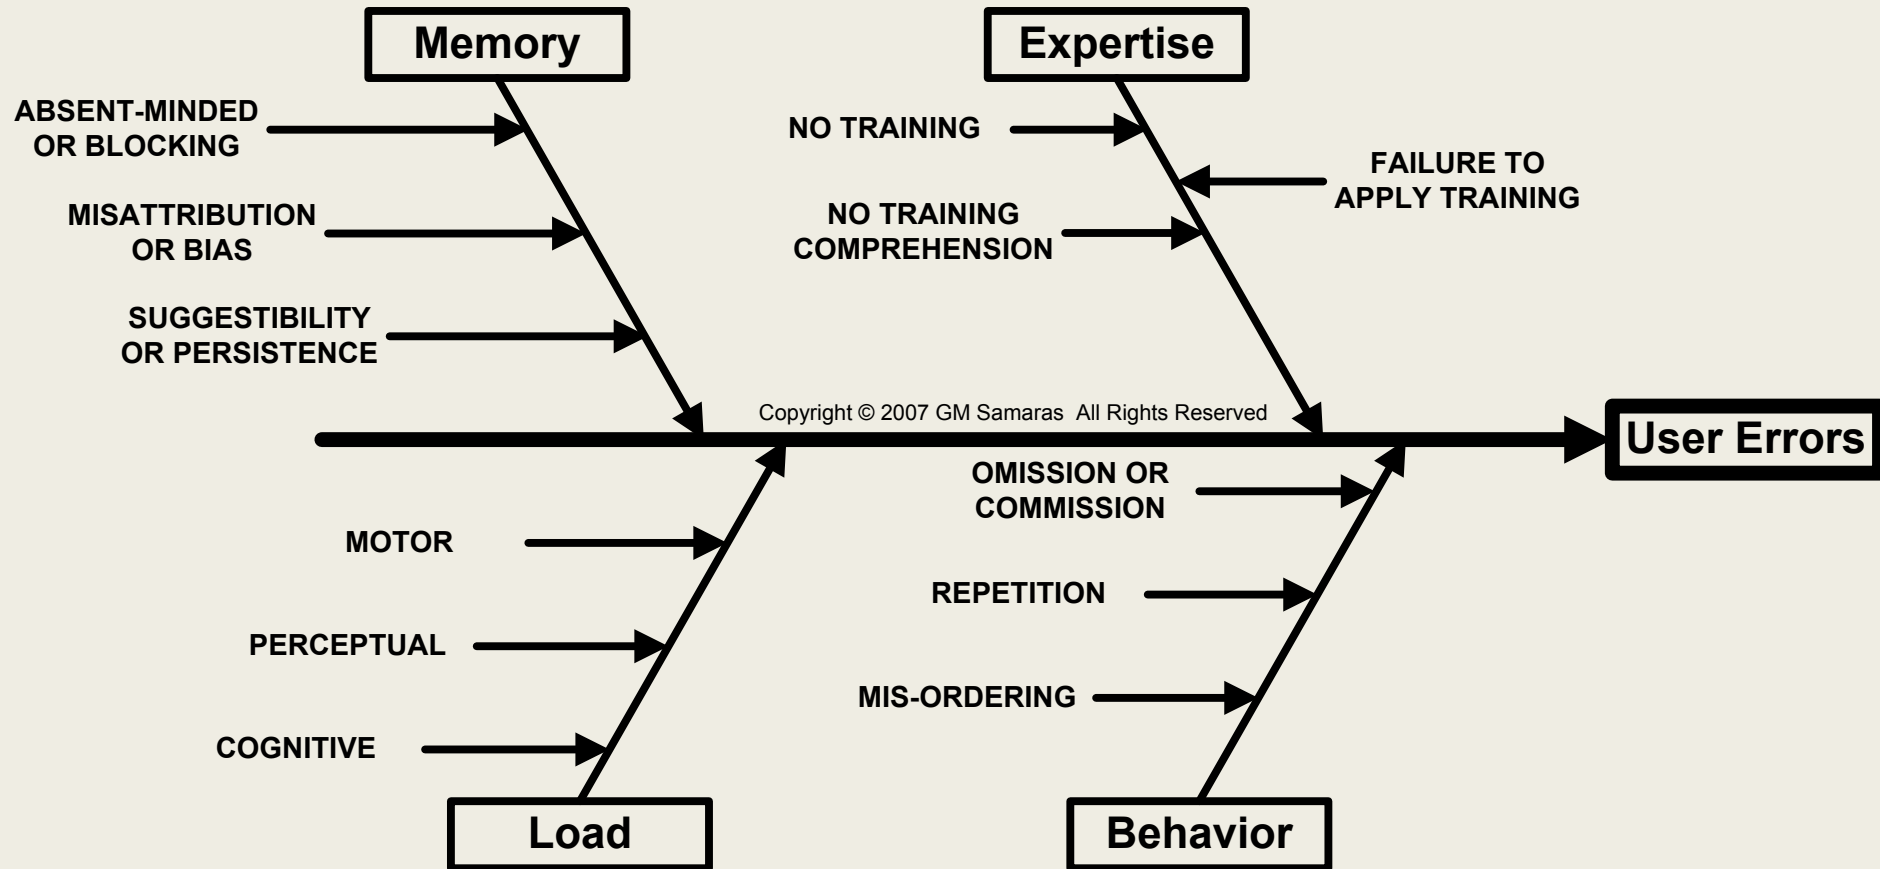 Memory
Expertise
ABSENT-MINDED
OR BLOCKING
NO TRAINING
FAILURE TO
APPLY TRAINING
MISATTRIBUTION
OR BIAS
NO TRAINING
COMPREHENSION
SUGGESTIBILITY
OR PERSISTENCE
Copyright © 2007 GM Samaras All Rights Reserved
User Errors
OMISSION OR
COMMISSION
MOTOR
REPETITION
PERCEPTUAL
MIS-ORDERING
COGNITIVE
Load
Behavior